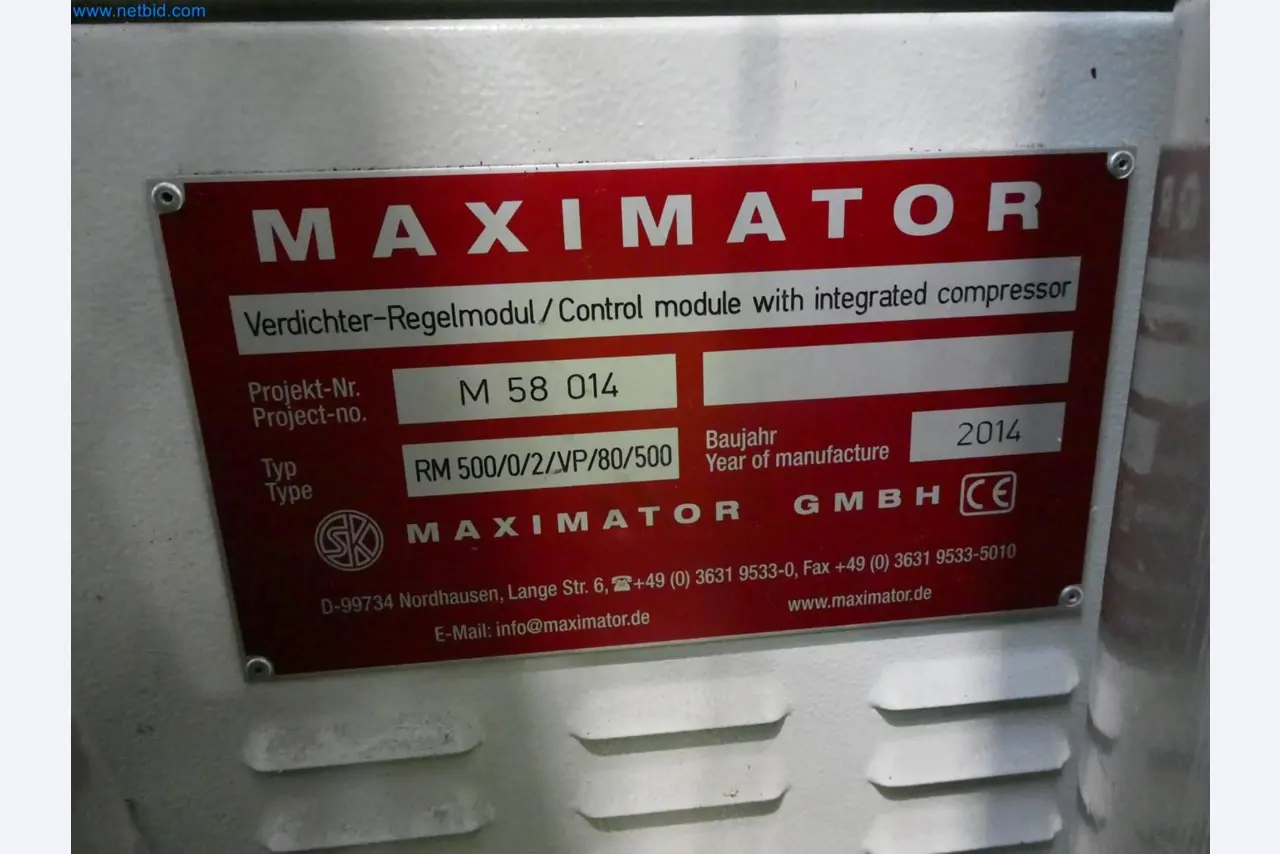 www.netbid.com
MAXIMATOR
Verdichter-Regelmodul/Control module with integrated compressor
Projekt-Nr.
Project-no.
M 58 014
Typ
Type
RM 500/0/2/VP/80/500
Baujahr
Year of manufacture
2014
SK MAXIMATOR GMBH CE
D-99734 Nordhausen, Lange Str. 6, ☎+49 (0) 3631 9533-0, Fax +49 (0) 3631 9533-5010
E-Mail: info@maximator.de www.maximator.de